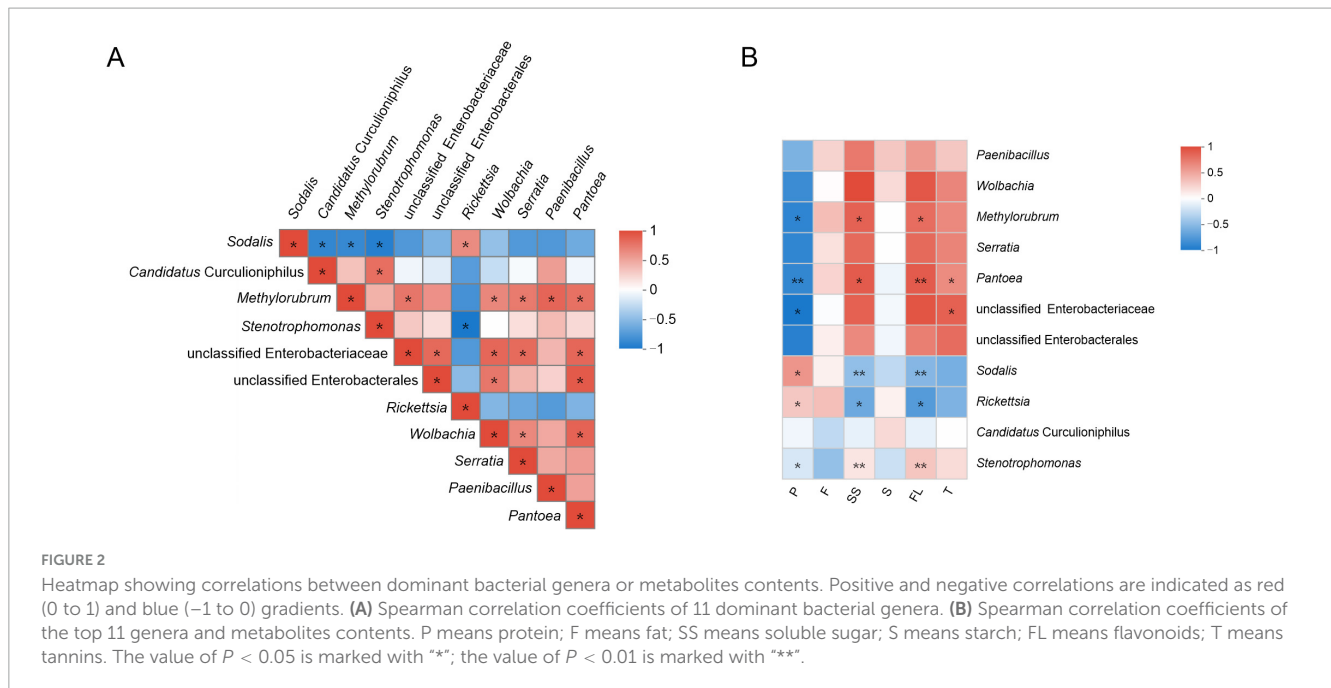 A
B
Sodalis
Candidatus Curculioniphilus
Methylorubrum
Stenotrophomonas
unclassified Enterobacteriaceae
unclassified Enterobacterales
Rickettsia
Wolbachia
Serratia
Paenibacillus
Pantoea
Sodalis * * * * *
Candidatus Curculioniphilus * *
Methylorubrum * * * * * *
Stenotrophomonas * *
unclassified Enterobacteriaceae * * * * *
unclassified Enterobacterales * * *
Rickettsia *
Wolbachia * * *
Serratia *
Paenibacillus *
Pantoea *
1
0.5
0
−0.5
−1
Paenibacillus
Wolbachia
* * * Methylorubrum
Serratia
** * ** * Pantoea
* * unclassified Enterobacteriaceae
unclassified Enterobacterales
* ** ** Sodalis
* * * Rickettsia
Candidatus Curculioniphilus
* ** ** Stenotrophomonas
P F SS S FL T
1
0.5
0
−0.5
−1
FIGURE 2
Heatmap showing correlations between dominant bacterial genera or metabolites contents. Positive and negative correlations are indicated as red
(0 to 1) and blue (−1 to 0) gradients. (A) Spearman correlation coefficients of 11 dominant bacterial genera. (B) Spearman correlation coefficients of
the top 11 genera and metabolites contents. P means protein; F means fat; SS means soluble sugar; S means starch; FL means flavonoids; T means
tannins. The value of P < 0.05 is marked with “*”; the value of P < 0.01 is marked with “**”.